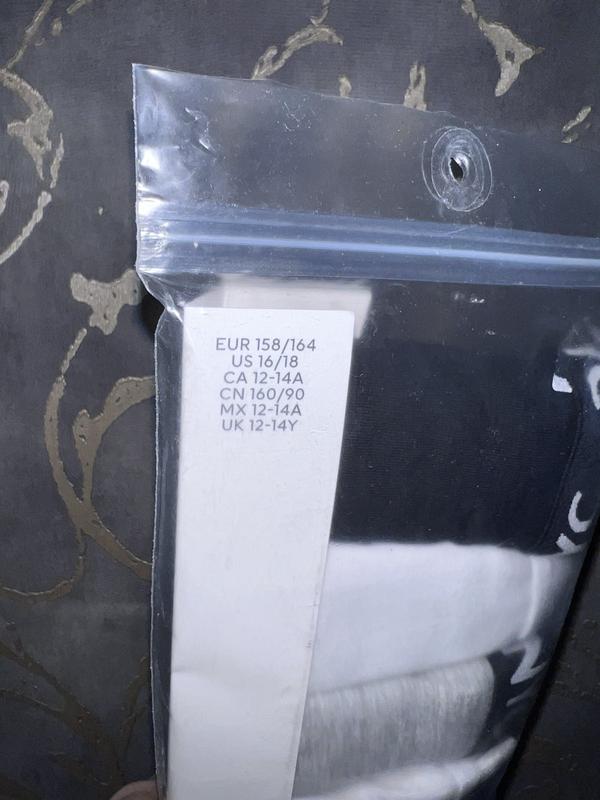 EUR 158/164
US 16/18
CA 12-14A
CN 160/90
MX 12-14A
UK 12-14Y